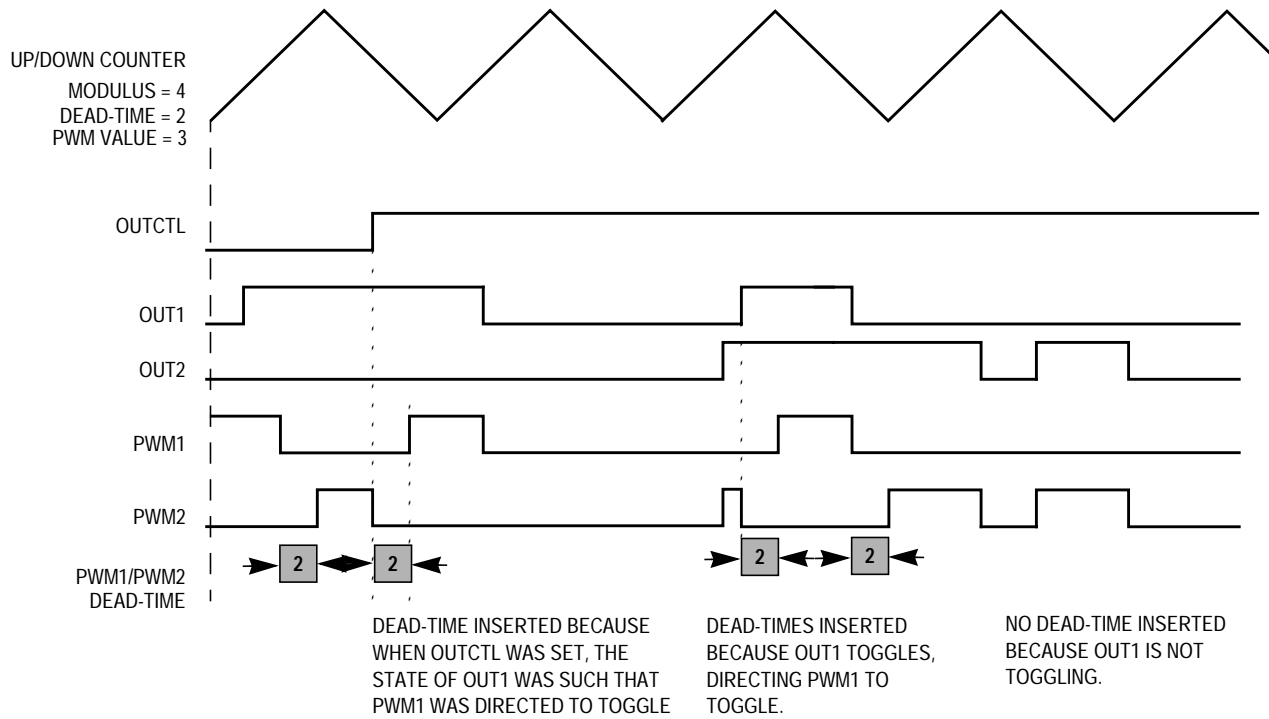 UP/DOWN COUNTER
MODULUS = 4
DEAD-TIME = 2
PWM VALUE = 3
OUTCTL
OUT1
OUT2
PWM1
PWM2
PWM1/PWM2
DEAD-TIME
2
2
2
2
DEAD-TIME INSERTED BECAUSE
WHEN OUTCTL WAS SET, THE
STATE OF OUT1 WAS SUCH THAT
PWM1 WAS DIRECTED TO TOGGLE
DEAD-TIMES INSERTED
BECAUSE OUT1 TOGGLES,
DIRECTING PWM1 TO
TOGGLE.
NO DEAD-TIME INSERTED
BECAUSE OUT1 IS NOT
TOGGLING.